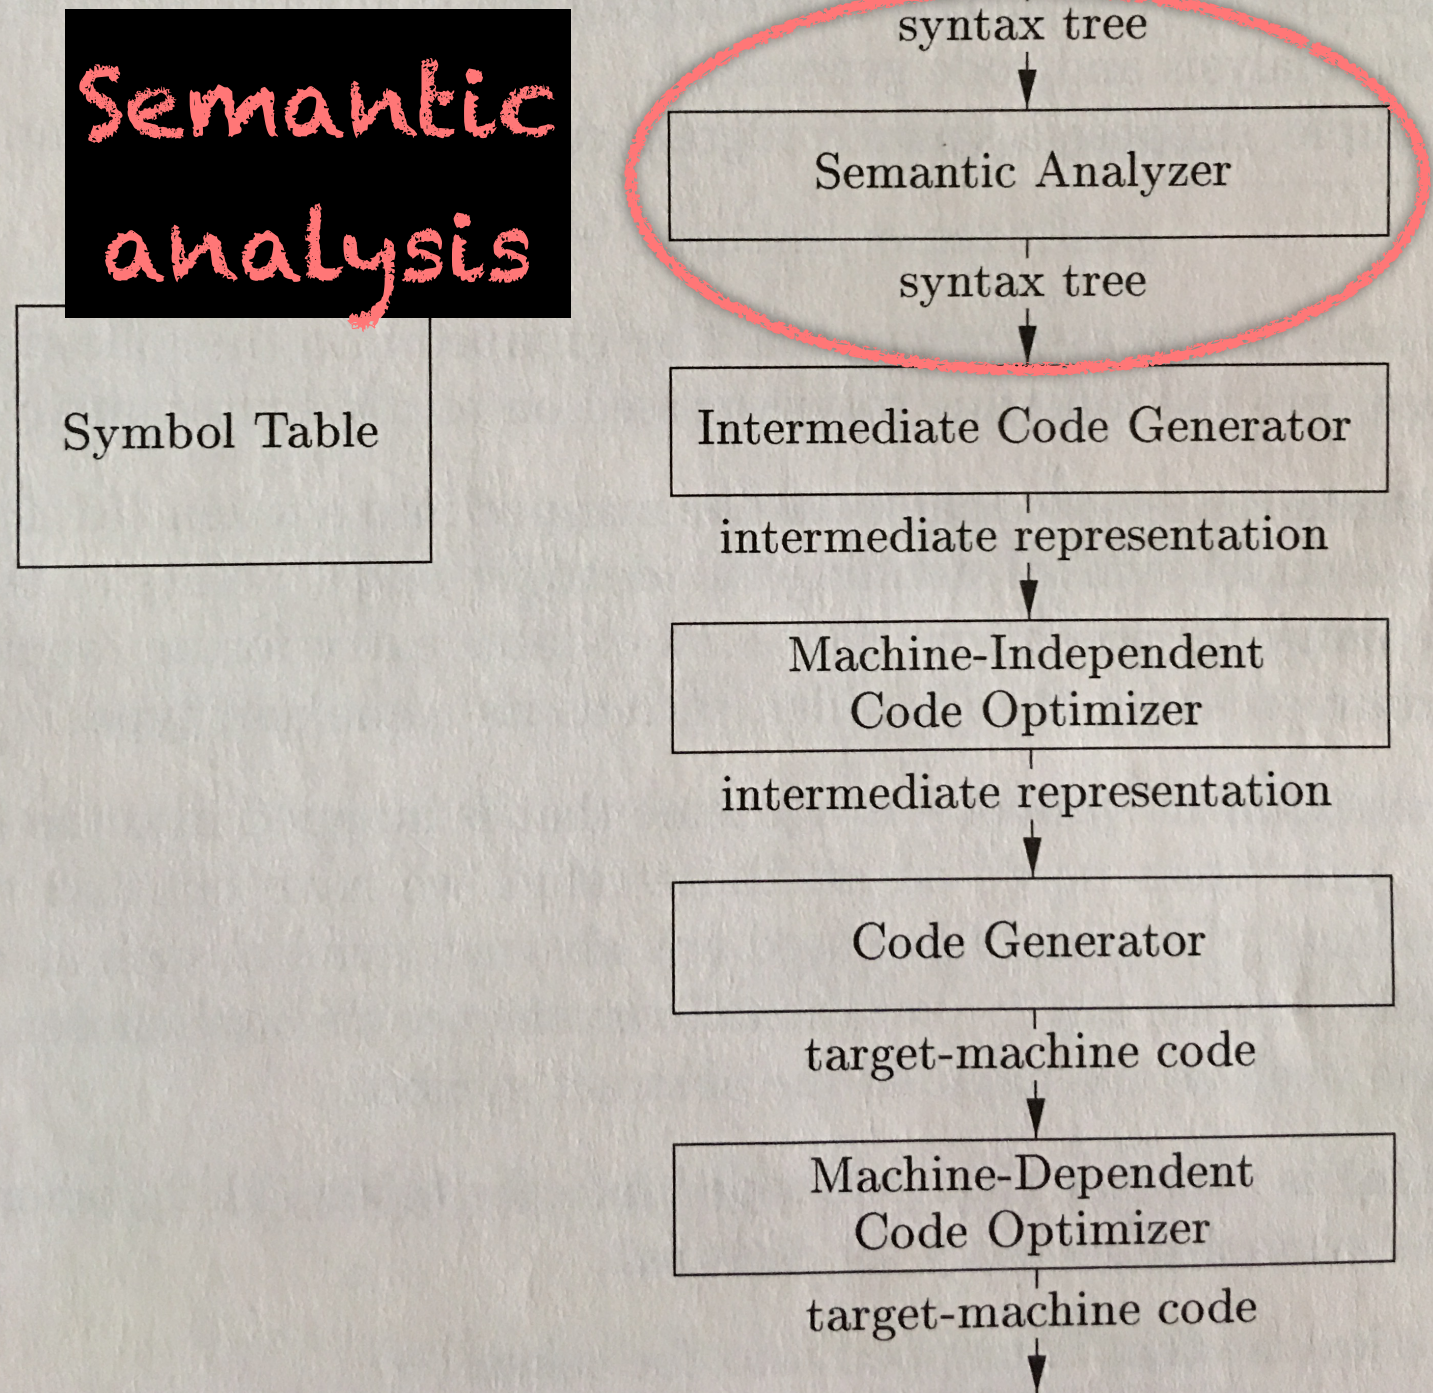 Semantic
analysis
Symbol Table
syntax tree
Semantic Analyzer
syntax tree
Intermediate Code Generator
intermediate representation
Machine-Independent
Code Optimizer
intermediate representation
Code Generator
target-machine code
Machine-Dependent
Code Optimizer
target-machine code